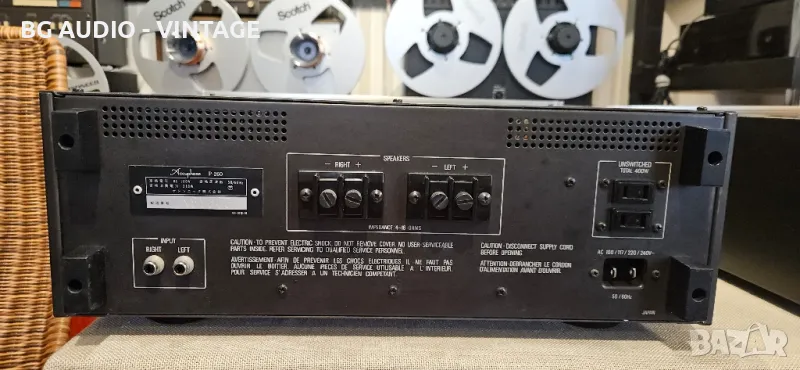 BG AUDIO - VINTAGE
Scotch
Scotch
SPEAKERS
- RIGHT +
- LEFT +
UNSWITCHED
TOTAL 400W
Accuphase P 260
IMPEDANCE 4-16 OHMS
INPUT
RIGHT LEFT
CAUTION-TO PREVENT ELECTRIC SHOCK, DO NOT REMOVE COVER. NO USER-SERVICEABLE
PARTS INSIDE. REFER SERVICING TO QUALIFIED SERVICE PERSONNEL.
AVERTISSEMENT-AFIN DE PREVENIR LES CHOCS ELECTRIQUES IL NE FAUT PAS
OUVRIR LE BOITIER AUCUNE PIECES DE SERVICE UTILISABLE A L'INTERIEUR.
POUR SERVICE S'ADRESSER A UN TECHNICIEN COMPETANT.
CAUTION-DISCONNECT SUPPLY CORD
BEFORE OPENING
ATTENTION-DEBRANCHER LE CORDON
D'ALIMENTATION AVANT D'OUVRIR.
AC 100/117/220/240V~
50/60Hz
JAPAN
BAZAR